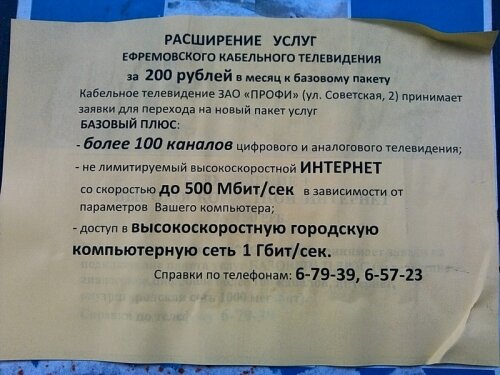 РАСШИРЕНИЕ УСЛУГ
ЕФРЕМОВСКОГО КАБЕЛЬНОГО ТЕЛЕВИДЕНИЯ
за 200 рублей в месяц к базовому пакету
Кабельное телевидение ЗАО «ПРОФИ» (ул. Советская, 2) принимает
заявки для перехода на новый пакет услуг
БАЗОВЫЙ ПЛЮС:
- более 100 каналов цифрового и аналогового телевидения;
- не лимитируемый высокоскоростной ИНТЕРНЕТ
со скоростью до 500 Мбит/сек в зависимости от
параметров Вашего компьютера;
- доступ в высокоскоростную городскую
компьютерную сеть 1 Гбит/сек.
Справки по телефонам: 6-79-39, 6-57-23